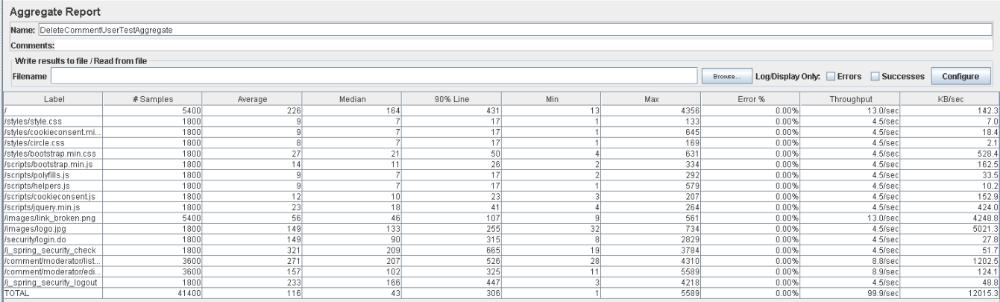 Aggregate Report
Name: DeleteCommentUserTestAggregate
Comments:
Write results to file / Read from file
Filename Browse... Log/Display Only: Errors Successes Configure
Label # Samples Average Median 90% Line Min Max Error % Throughput KB/sec
/ 5400 226 164 431 13 4356 0.00% 13.0/sec 142.3
/styles/style.css 1800 9 7 17 1 133 0.00% 4.5/sec 7.0
/styles/cookieconsent.mi... 1800 9 7 17 1 645 0.00% 4.5/sec 18.4
/styles/circle.css 1800 8 7 17 1 169 0.00% 4.5/sec 2.1
/styles/bootstrap.min.css 1800 27 21 50 4 631 0.00% 4.5/sec 528.4
/scripts/bootstrap.min.js 1800 14 11 26 2 334 0.00% 4.5/sec 162.5
/scripts/polyfills.js 1800 9 7 17 2 292 0.00% 4.5/sec 33.5
/scripts/helpers.js 1800 9 7 17 1 579 0.00% 4.5/sec 10.2
/scripts/cookieconsent.js 1800 12 10 23 3 207 0.00% 4.5/sec 152.9
/scripts/jquery.min.js 1800 23 18 41 4 264 0.00% 4.5/sec 424.0
/images/link_broken.png 5400 56 46 107 9 561 0.00% 13.0/sec 4248.8
/images/logo.jpg 1800 149 133 255 32 734 0.00% 4.5/sec 5021.3
/security/login.do 1800 149 90 315 8 2829 0.00% 4.5/sec 27.8
/j_spring_security_check 1800 321 209 665 19 3784 0.00% 4.5/sec 51.7
/comment/moderator/list... 3600 271 207 526 28 4310 0.00% 8.8/sec 1202.5
/comment/moderator/edi... 3600 157 102 325 11 5589 0.00% 8.9/sec 124.1
/j_spring_security_logout 1800 233 166 447 3 4218 0.00% 4.5/sec 48.8
TOTAL 41400 116 43 306 1 5589 0.00% 99.9/sec 12015.3